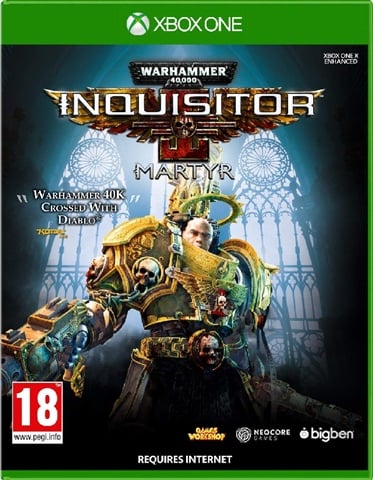 XBOX ONE
XBOX ONE X
ENHANCED
WARHAMMER
40,000
INQUISITOR
MARTYR
"WARHAMMER 40K
CROSSED WITH
DIABLO"
18
www.pegi.info
GAMES
WORKSHOP
NEOCORE
GAMES
bigben
REQUIRES INTERNET